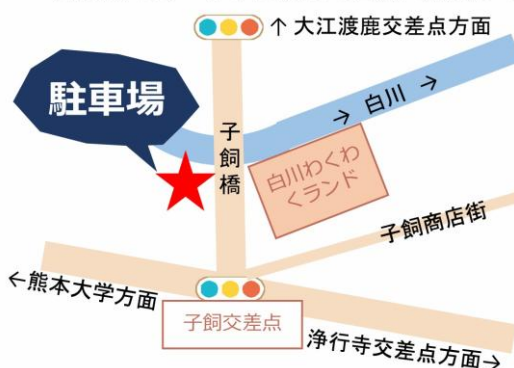 ↑ 大江渡鹿交差点方面
駐車場
→ 白川 →
子飼橋
白川わくわ
くランド
子飼商店街
←熊本大学方面
子飼交差点
浄行寺交差点方面→